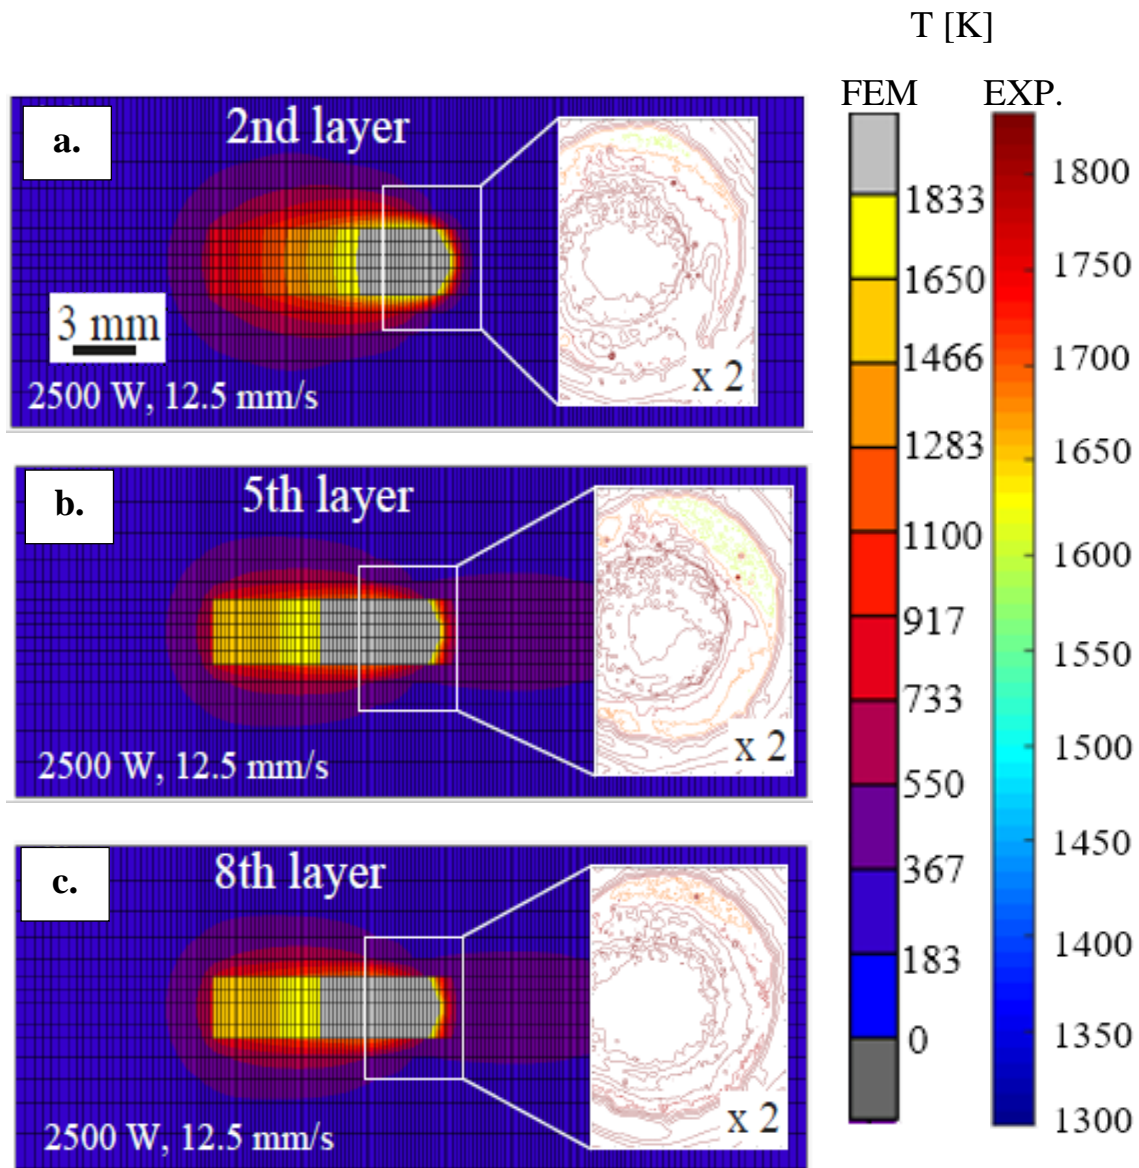 T [K]
FEM EXP.
a.
2nd layer
3 mm
2500 W, 12.5 mm/s
x 2
b.
5th layer
2500 W, 12.5 mm/s
x 2
c.
8th layer
2500 W, 12.5 mm/s
x 2
1833
1650
1466
1283
1100
917
733
550
367
183
0
1800
1750
1700
1650
1600
1550
1500
1450
1400
1350
1300